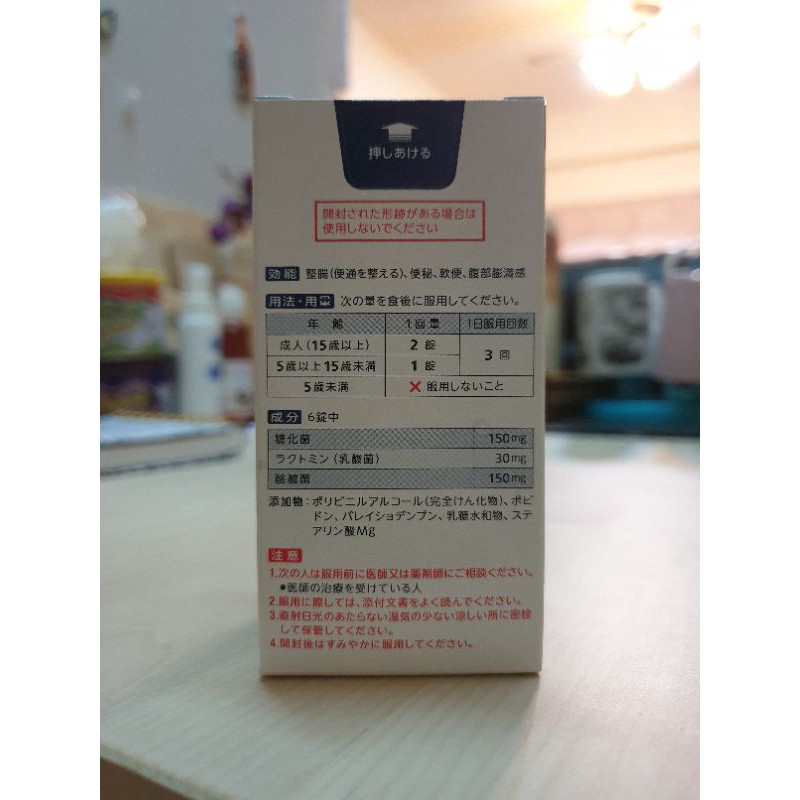 押しあける
開封された形跡がある場合は
使用しないでください
効能 整腸(便通を整える)、便秘、軟便、腹部膨満感
用法・用量 次の量を食後に服用してください。
年齢 1回量 1日服用回数
成人(15歳以上) 2錠 3回
5歳以上15歳未満 1錠
5歳未満 ✕服用しないこと
成分 6錠中
糖化菌 150mg
ラクトミン(乳酸菌) 30mg
酪酸菌 150mg
添加物：ポリビニルアルコール(完全けん化物)、ポビ
ドン、バレイショデンプン、乳糖水和物、ステ
アリン酸Mg
注意
1.次の人は服用前に医師又は薬剤師にご相談ください。
●医師の治療を受けている人
2.服用に際しては、添付文書をよく読んでください。
3.直射日光のあたらない湿気の少ない涼しい所に密栓
して保管してください。
4.開封後はすみやかに服用してください。